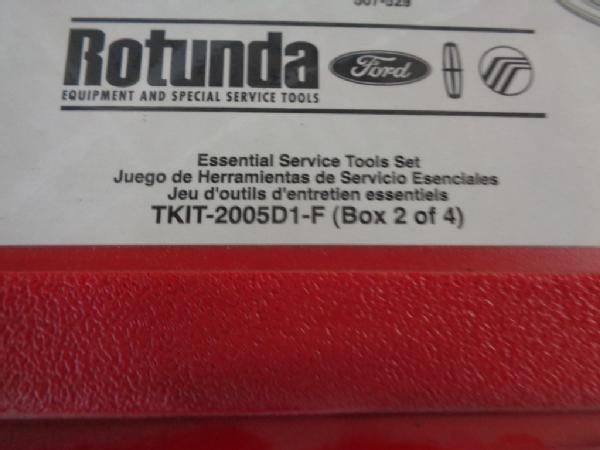 Rotunda
EQUIPMENT AND SPECIAL SERVICE TOOLS
Ford
Essential Service Tools Set
Juego de Herramientas de Servicio Esenciales
Jeu d'outils d'entretien essentiels
TKIT-2005D1-F (Box 2 of 4)